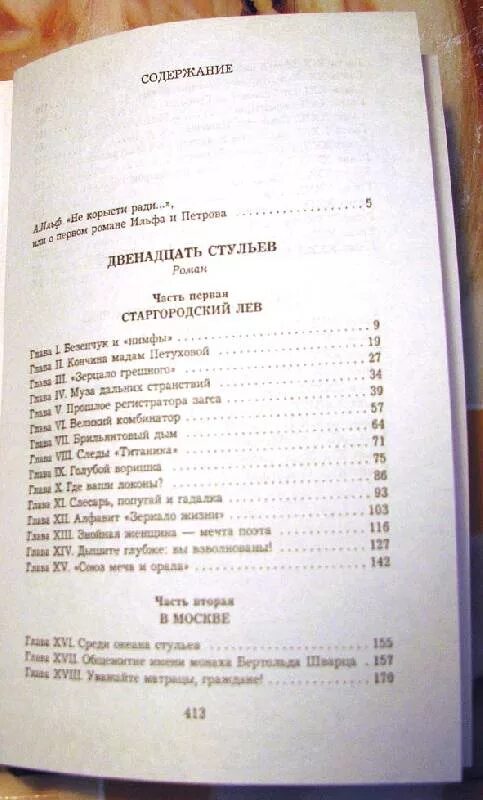 СОДЕРЖАНИЕ
А.Ильф «Не корысти ради...»,
или о первом романе Ильфа и Петрова . . . . . . . . . . . . . 5
ДВЕНАДЦАТЬ СТУЛЬЕВ
Роман
Часть первая
СТАРГОРОДСКИЙ ЛЕВ
Глава I. Безенчук и «нимфы» . . . . . . . . . . . . . 9
Глава II. Кончина мадам Петуховой . . . . . . . . . . . . . 19
Глава III. «Зерцало грешного» . . . . . . . . . . . . . 27
Глава IV. Муза дальних странствий . . . . . . . . . . . . . 34
Глава V. Прошлое регистратора загса . . . . . . . . . . . . . 39
Глава VI. Великий комбинатор . . . . . . . . . . . . . 57
Глава VII. Брильянтовый дым . . . . . . . . . . . . . 64
Глава VIII. Следы «Титаника» . . . . . . . . . . . . . 71
Глава IX. Голубой воришка . . . . . . . . . . . . . 75
Глава X. Где ваши локоны? . . . . . . . . . . . . . 86
Глава XI. Слесарь, попугай и гадалка . . . . . . . . . . . . . 93
Глава XII. Алфавит «Зеркало жизни» . . . . . . . . . . . . . 103
Глава XIII. Знойная женщина — мечта поэта . . . . . . . . . . . . . 116
Глава XIV. Дышите глубже: вы взволнованы! . . . . . . . . . . . . . 127
Глава XV. «Союз меча и орала» . . . . . . . . . . . . . 142
Часть вторая
В МОСКВЕ
Глава XVI. Среди океана стульев . . . . . . . . . . . . . 155
Глава XVII. Общежитие имени монаха Бертольда Шварца . . 157
Глава XVIII. Уважайте матрацы, граждане! . . . . . . . . . . . . . 170
413